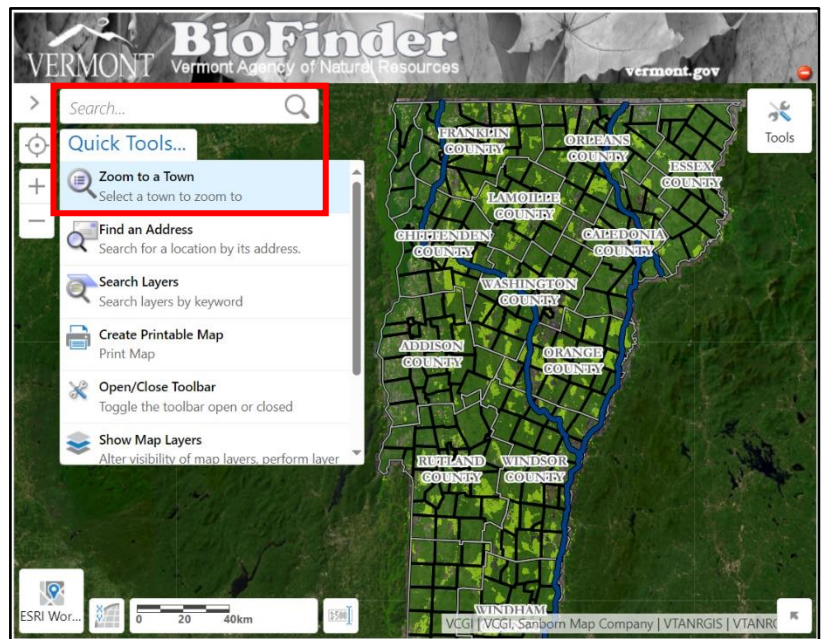 VERMONT
BioFinder
Vermont Agency of Natural Resources
vermont.gov
Search...
Quick Tools...
Zoom to a Town
Select a town to zoom to
Find an Address
Search for a location by its address.
Search Layers
Search layers by keyword
Create Printable Map
Print Map
Open/Close Toolbar
Toggle the toolbar open or closed
Show Map Layers
Alter visibility of map layers, perform layer
Tools
FRANKLIN
COUNTY
ORLEANS
COUNTY
ESSEX
COUNTY
LAMOILLE
COUNTY
CHITTENDEN
COUNTY
CALEDONIA
COUNTY
WASHINGTON
COUNTY
ADDISON
COUNTY
ORANGE
COUNTY
RUTLAND
COUNTY
WINDSOR
COUNTY
WINDHAM
ESRI Wor...
0 20 40km
VCGI | VCGI, Sanborn Map Company | VTANRGIS | VTANRG